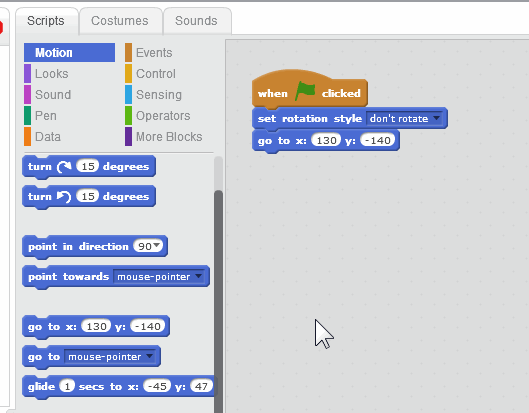 Scripts Costumes Sounds
Motion Events
Looks Control
Sound Sensing
Pen Operators
Data More Blocks
turn 15 degrees
turn 15 degrees
point in direction 90
point towards mouse-pointer
go to x: 130 y: -140
go to mouse-pointer
glide 1 secs to x: -45 y: 47
when clicked
set rotation style don't rotate
go to x: 130 y: -140